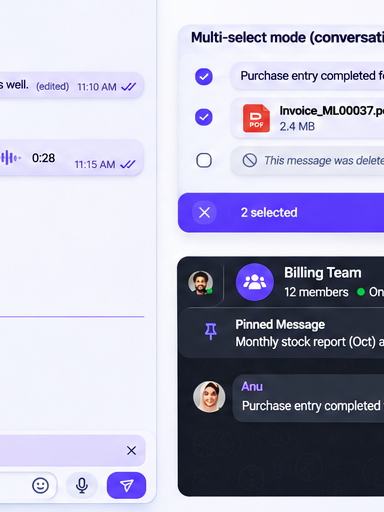 s well. (edited) 11:10 AM
0:28
11:15 AM
Multi-select mode (conversati
Purchase entry completed fo
Invoice_ML00037.p
PDF
2.4 MB
This message was delete
2 selected
Billing Team
12 members On
Pinned Message
Monthly stock report (Oct) a
Anu
Purchase entry completed